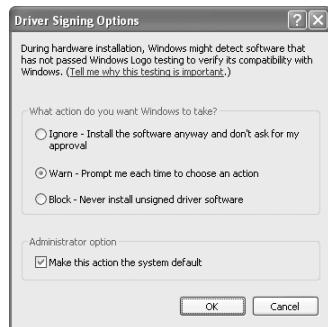 Driver Signing Options
During hardware installation, Windows might detect software that
has not passed Windows Logo testing to verify its compatibility with
Windows. (Tell me why this testing is important.)
What action do you want Windows to take?
Ignore - Install the software anyway and don't ask for my
approval
Warn - Prompt me each time to choose an action
Block - Never install unsigned driver software
Administrator option
Make this action the system default
OK Cancel